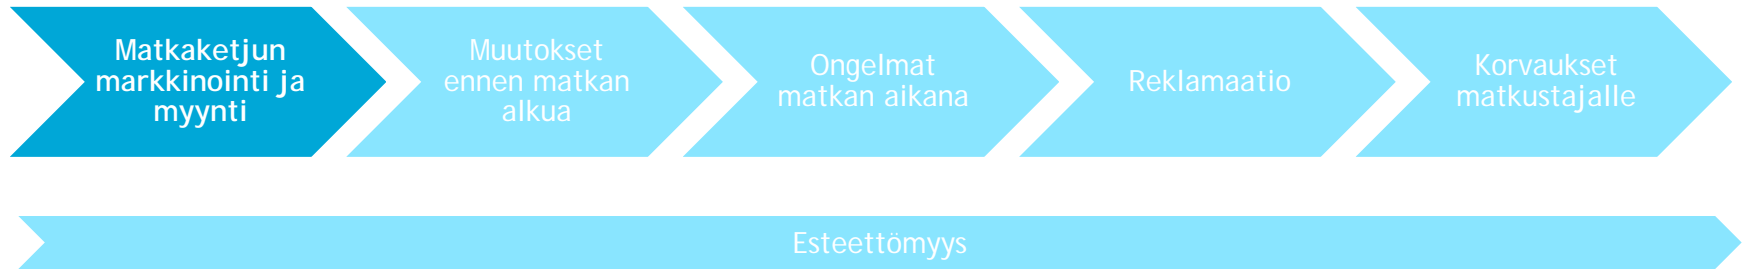 Matkaketjun
markkinointi ja
myynti
Muutokset
ennen matkan
alkua
Ongelmat
matkan aikana
Reklamaatio
Korvaukset
matkustajalle
Esteettömyys